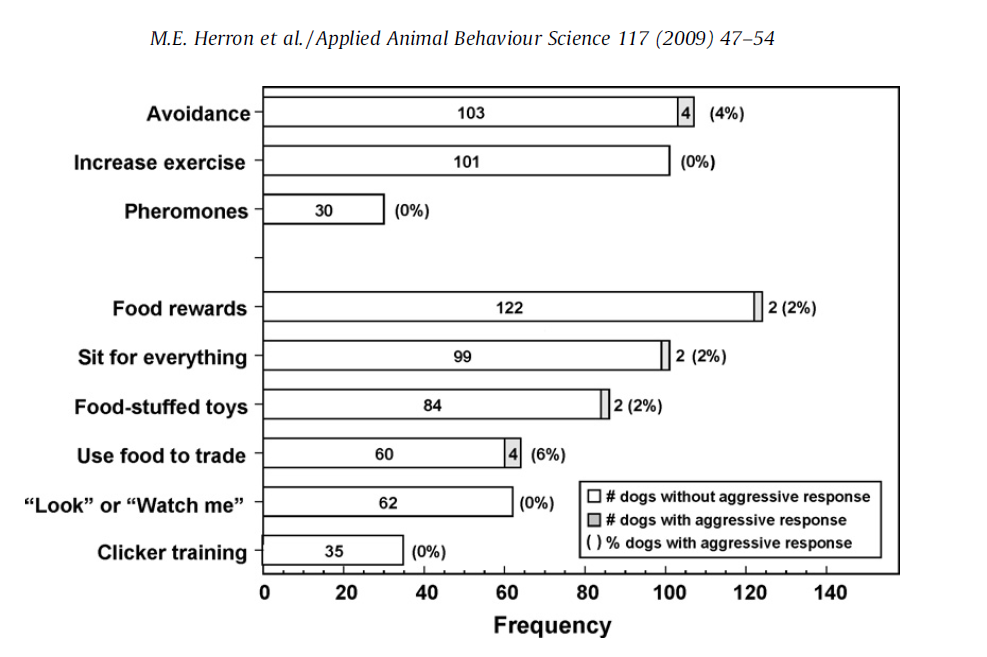 M.E. Herron et al. / Applied Animal Behaviour Science 117 (2009) 47–54
Avoidance 103 4 (4%)
Increase exercise 101 (0%)
Pheromones 30 (0%)
Food rewards 122 2 (2%)
Sit for everything 99 2 (2%)
Food-stuffed toys 84 2 (2%)
Use food to trade 60 4 (6%)
“Look” or “Watch me” 62 (0%)
Clicker training 35 (0%)
# dogs without aggressive response
# dogs with aggressive response
( ) % dogs with aggressive response
0 20 40 60 80 100 120 140
Frequency